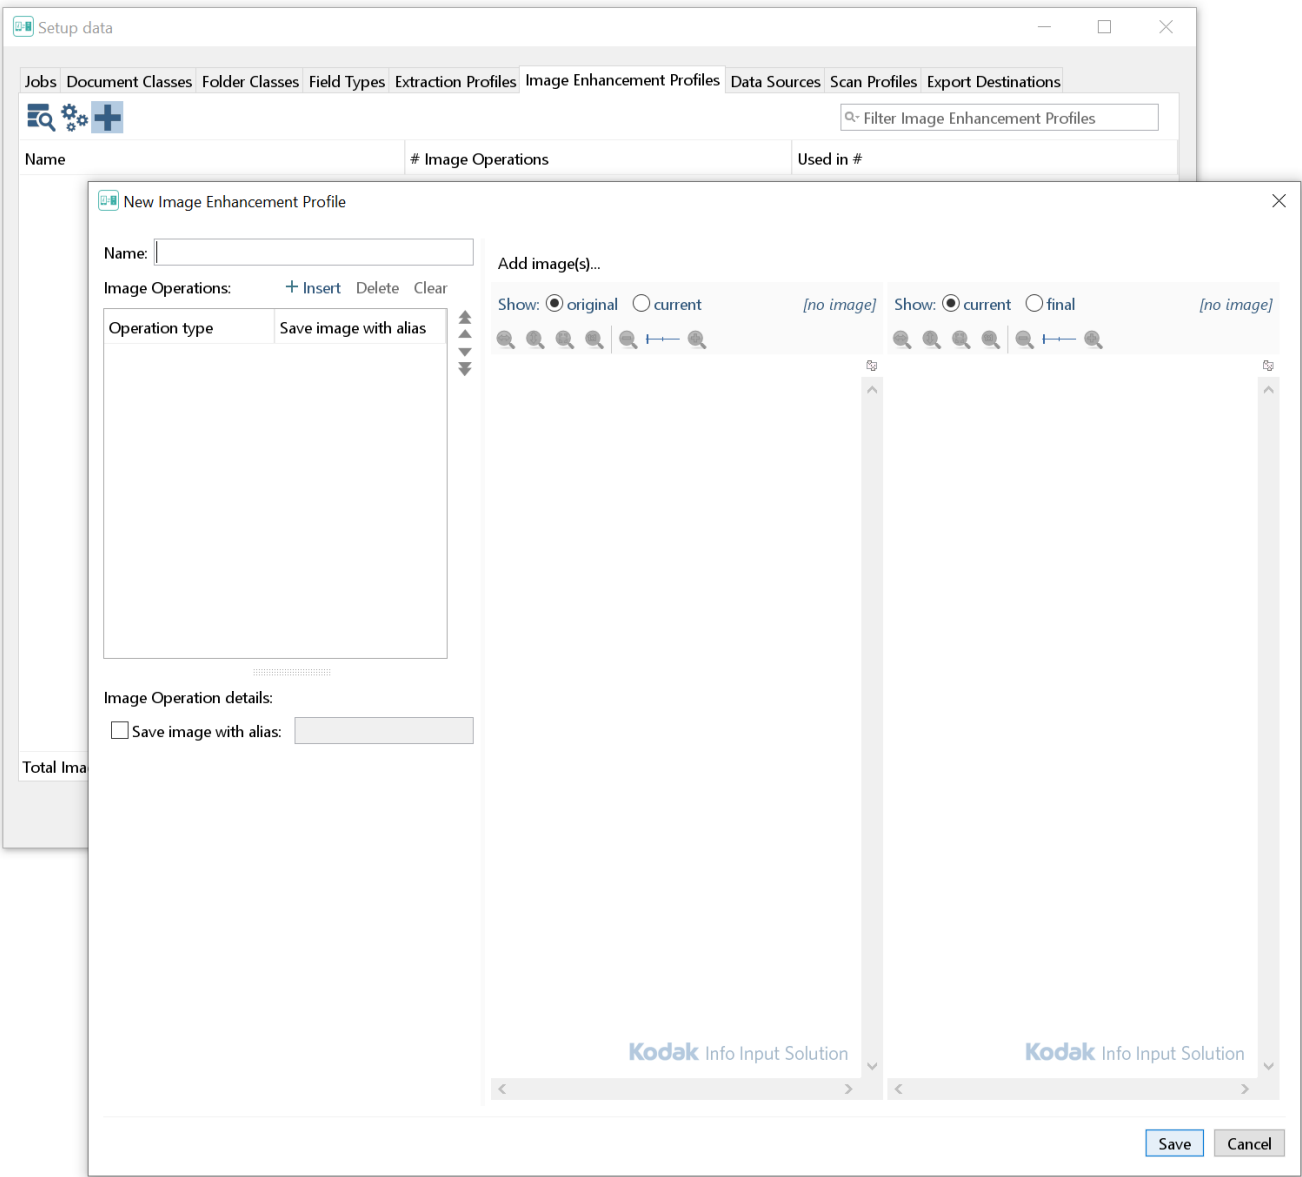 Setup data
Jobs Document Classes Folder Classes Field Types Extraction Profiles Image Enhancement Profiles Data Sources Scan Profiles Export Destinations
Filter Image Enhancement Profiles
Name # Image Operations Used in #
New Image Enhancement Profile
Name:
Add image(s)...
Image Operations: + Insert Delete Clear
Show: original current [no image] Show: current final [no image]
Operation type Save image with alias
Image Operation details:
Save image with alias:
Total Ima
Kodak Info Input Solution Kodak Info Input Solution
Save Cancel